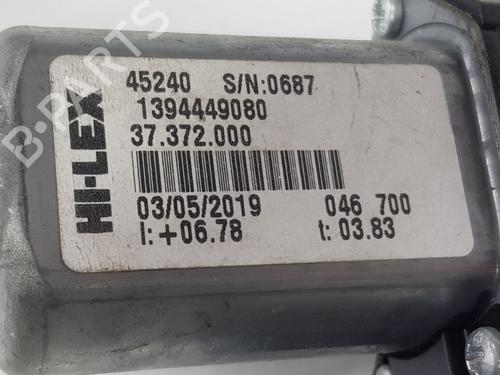 45240 S/N:0687
1394449080
37.372.000
03/05/2019 046 700
I:+06.78 t: 03.83
HI-LEX
B-PARTS